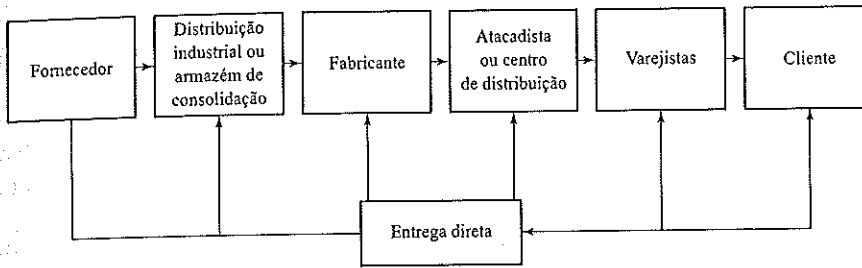 Fornecedor
Distribuição
industrial ou
armazém de
consolidação
Fabricante
Atacadista
ou centro
de distribuição
Varejistas
Cliente
Entrega direta